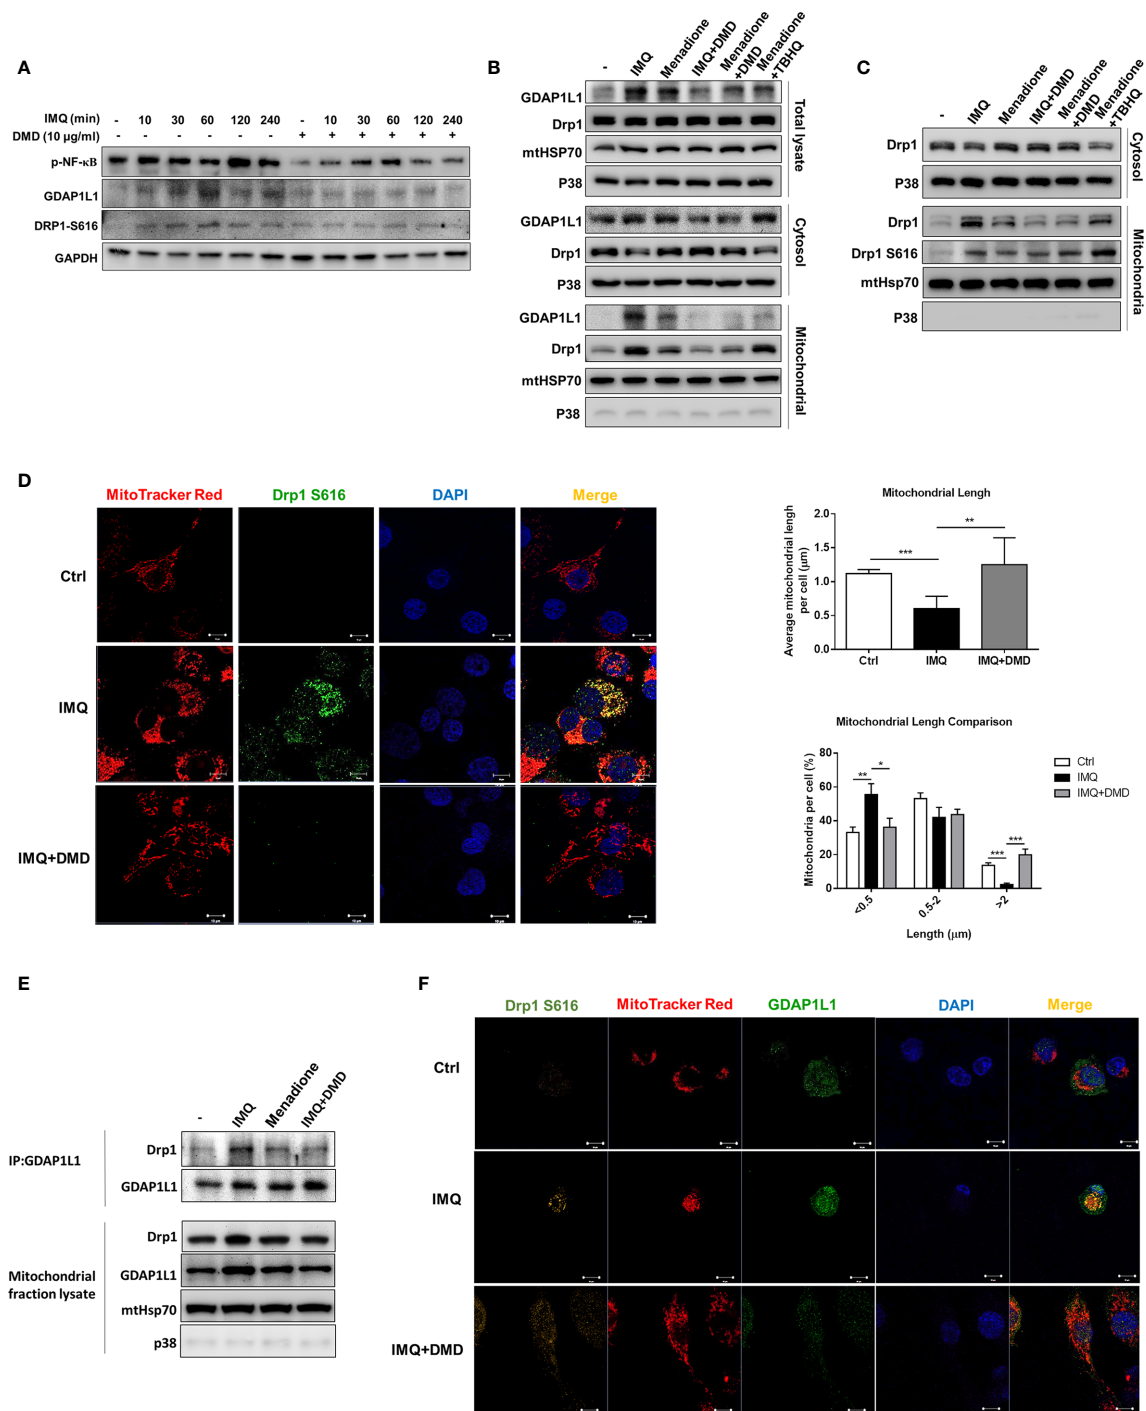 A
IMQ (min) - 10 30 60 120 240 - 10 30 60 120 240
DMD (10 µg/ml) - - - - - - + + + + + +
p-NF-κB
GDAP1L1
DRP1-S616
GAPDH
B
- IMQ Menadione IMQ+DMD Menadione +DMD Menadione +TBHQ
GDAP1L1
Drp1
mtHSP70
P38
Total lysate
GDAP1L1
Drp1
P38
Cytosol
GDAP1L1
Drp1
mtHSP70
P38
Mitochondrial
C
- IMQ Menadione IMQ+DMD Menadione +DMD Menadione +TBHQ
Drp1
P38
Cytosol
Drp1
Drp1 S616
mtHsp70
P38
Mitochondria
D
MitoTracker Red Drp1 S616 DAPI Merge
Ctrl
IMQ
IMQ+DMD
Mitochondrial Lengh
Average mitochondrial lengh
per cell (µm)
2.0
1.5
1.0
0.5
0.0
***
**
Ctrl IMQ IMQ+DMD
Mitochondrial Lengh Comparison
Mitochondria per cell (%)
80
60
40
20
0
** * *** ***
Ctrl
IMQ
IMQ+DMD
<0.5 0.5-2 >2
Length (µm)
E
- IMQ Menadione IMQ+DMD
IP:GDAP1L1
Drp1
GDAP1L1
Mitochondrial
fraction lysate
Drp1
GDAP1L1
mtHsp70
p38
F
Drp1 S616 MitoTracker Red GDAP1L1 DAPI Merge
Ctrl
IMQ
IMQ+DMD